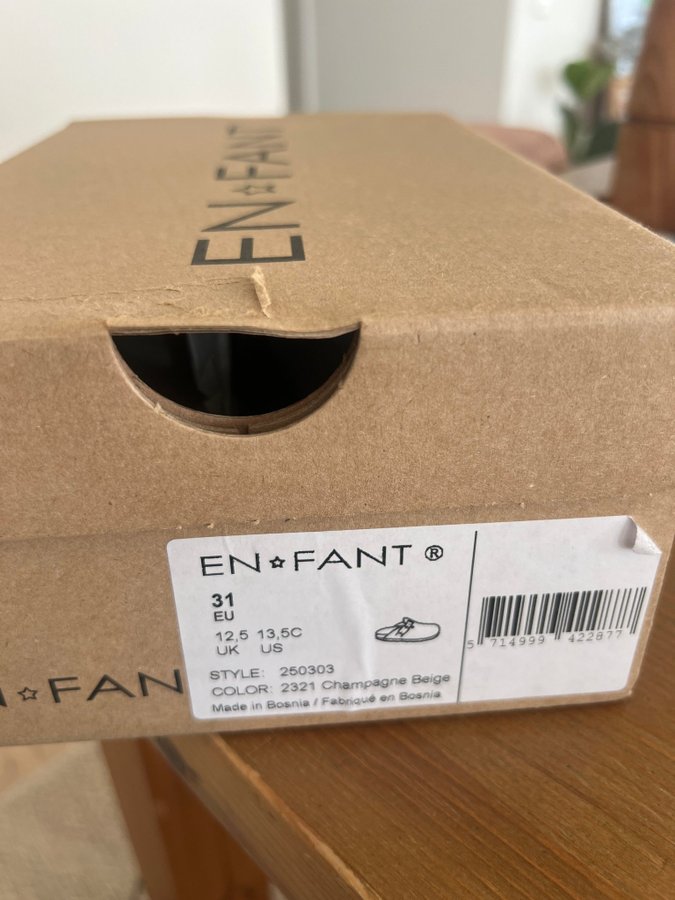 EN☆FANT
EN☆FANT ®
31
EU
12,5 13,5C
UK US
STYLE: 250303
COLOR: 2321 Champagne Beige
Made in Bosnia / Fabriqué en Bosnia
5 714999 422877
N☆FAN